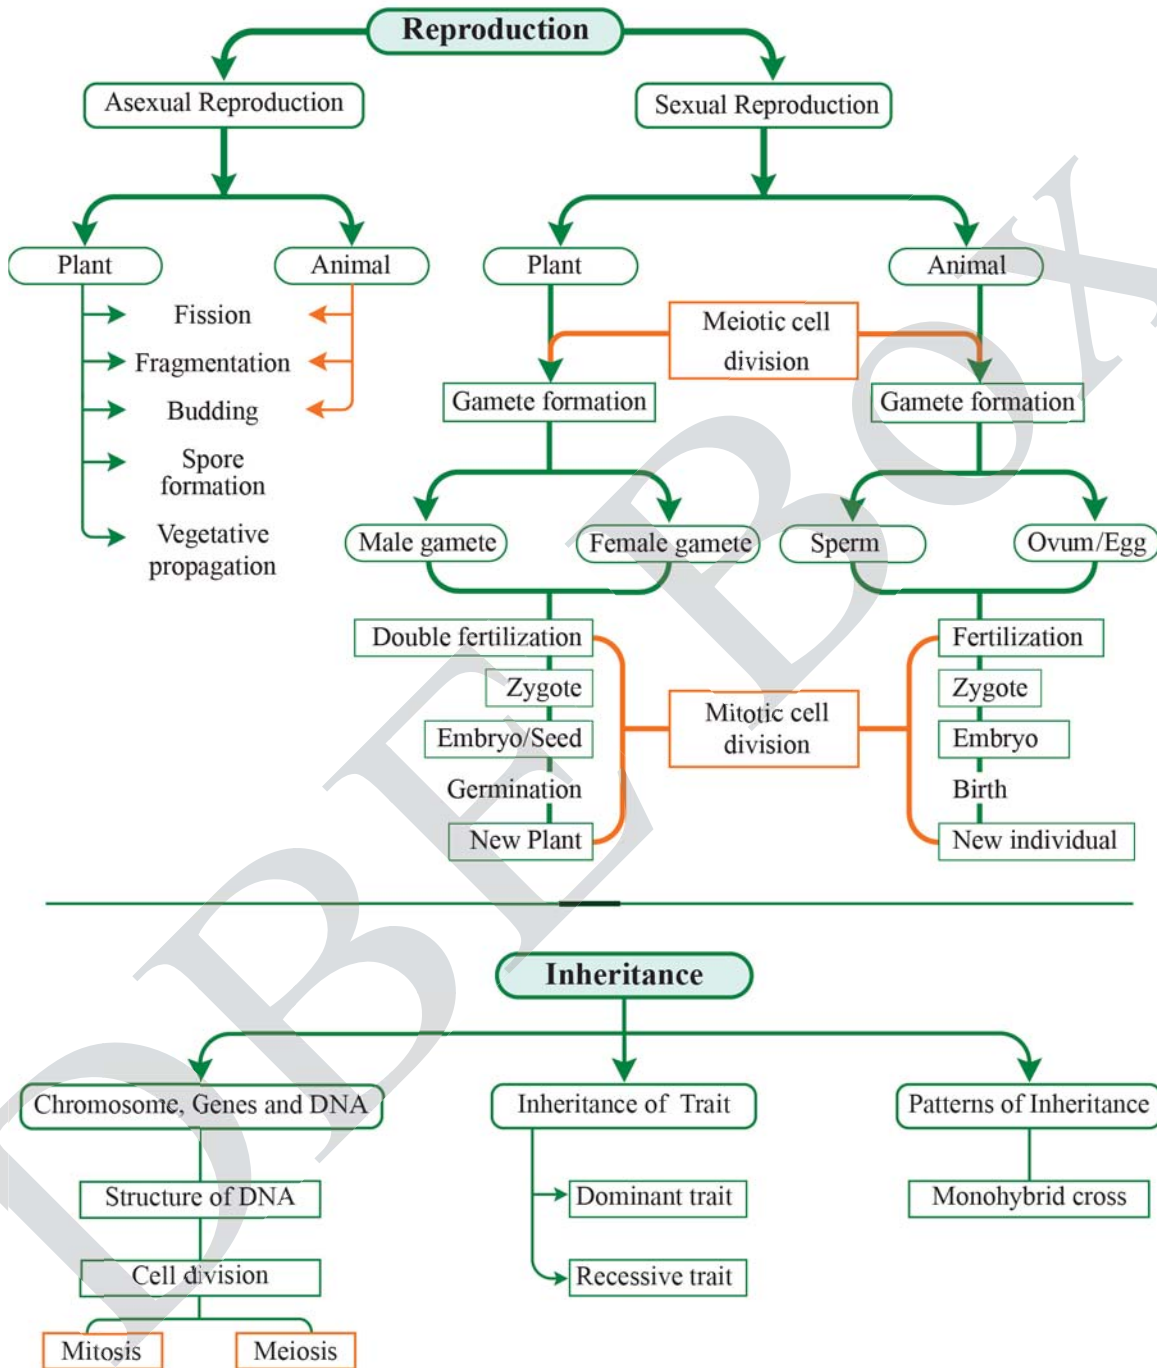 Reproduction
Asexual Reproduction
Sexual Reproduction
Plant
Animal
Plant
Animal
Fission
Fragmentation
Budding
Spore
formation
Vegetative
propagation
Meiotic cell
division
Gamete formation
Gamete formation
Male gamete
Female gamete
Sperm
Ovum/Egg
Double fertilization
Zygote
Embryo/Seed
Germination
New Plant
Mitotic cell
division
Fertilization
Zygote
Embryo
Birth
New individual
Inheritance
Chromosome, Genes and DNA
Inheritance of Trait
Patterns of Inheritance
Structure of DNA
Dominant trait
Monohybrid cross
Cell division
Recessive trait
Mitosis
Meiosis
DBE BOX